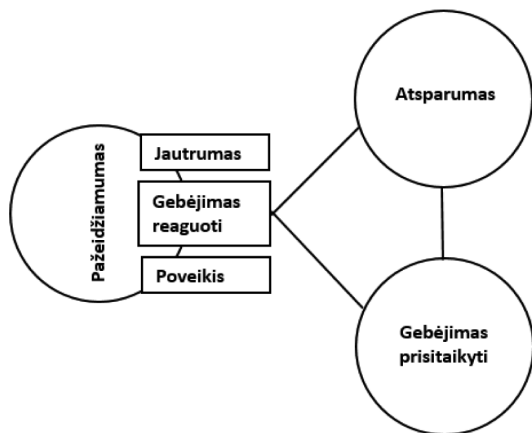 Pažeidžiamumas
Jautrumas
Gebėjimas
reaguoti
Poveikis
Atsparumas
Gebėjimas
prisitaikyti